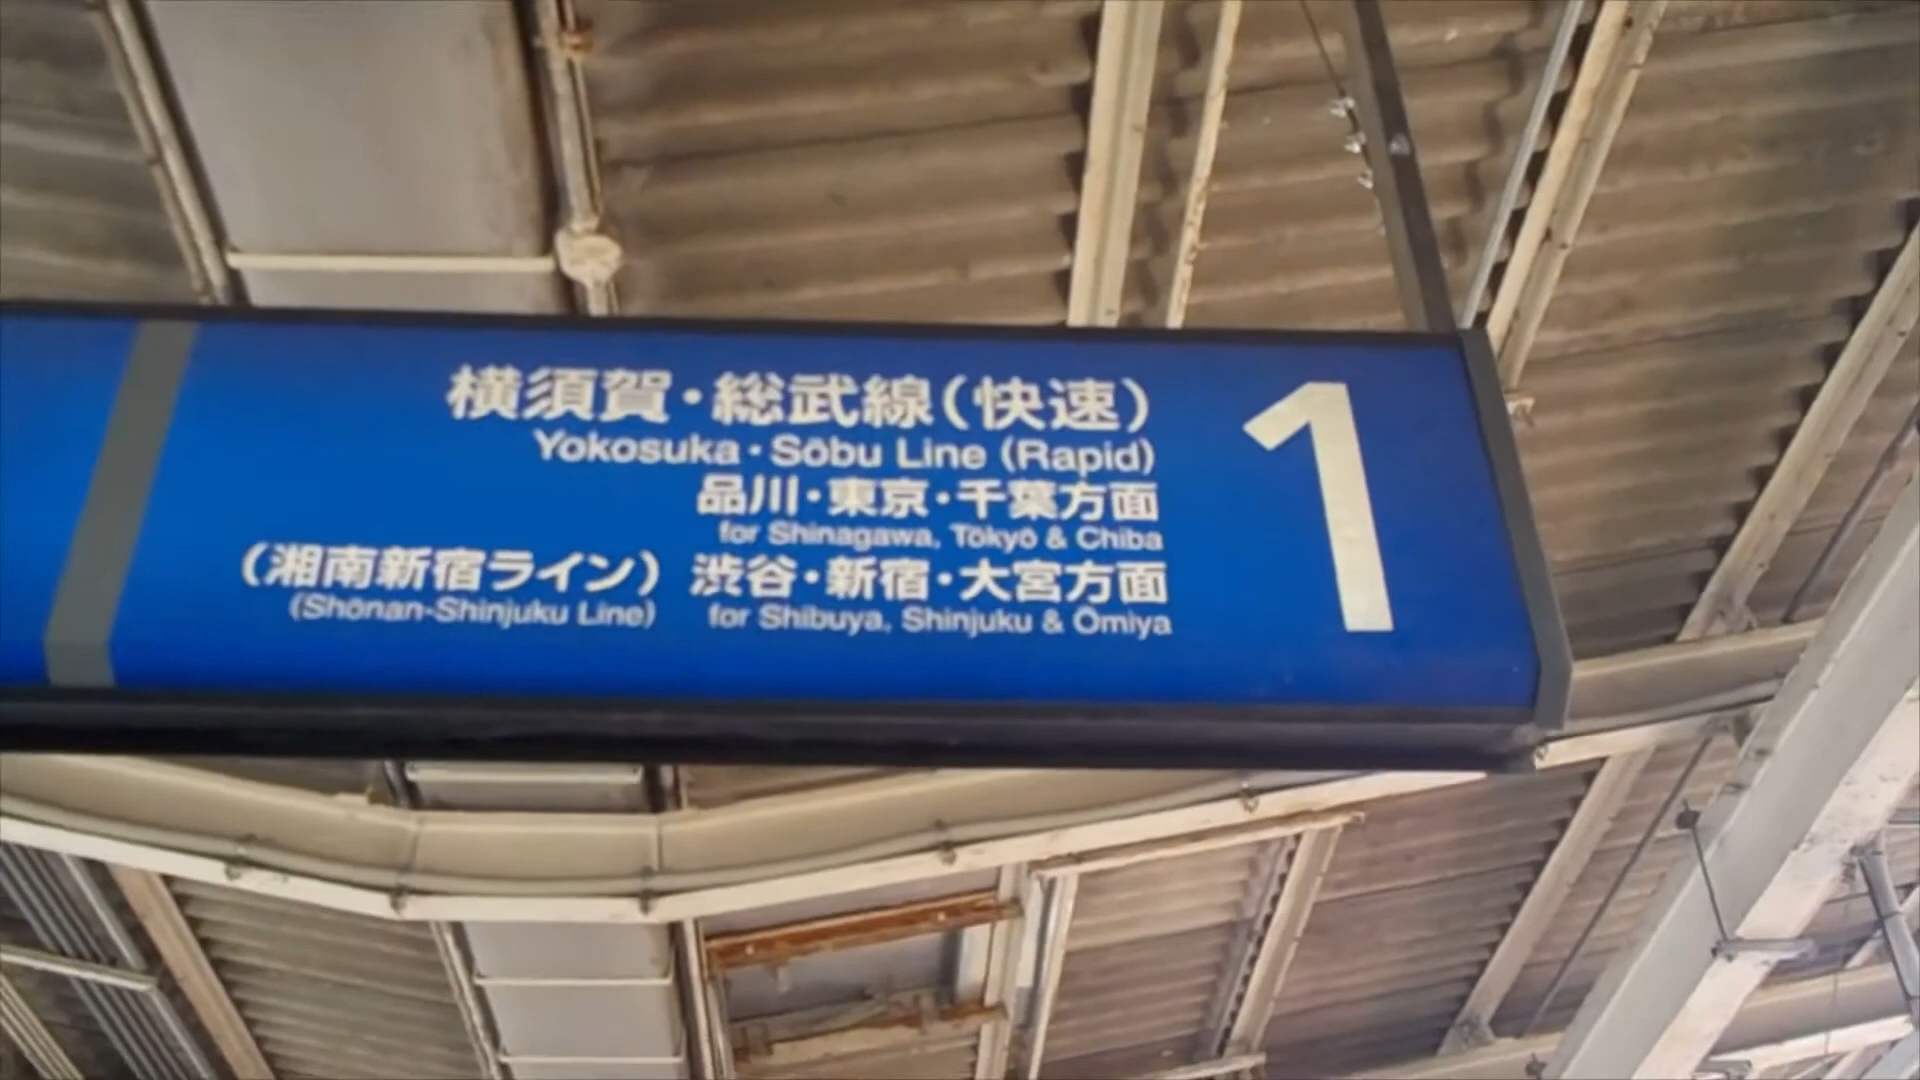 横須賀・総武線(快速)
Yokosuka・Sōbu Line (Rapid)
品川・東京・千葉方面
for Shinagawa, Tōkyō & Chiba
(湘南新宿ライン) 渋谷・新宿・大宮方面
(Shōnan-Shinjuku Line) for Shibuya, Shinjuku & Ōmiya
1